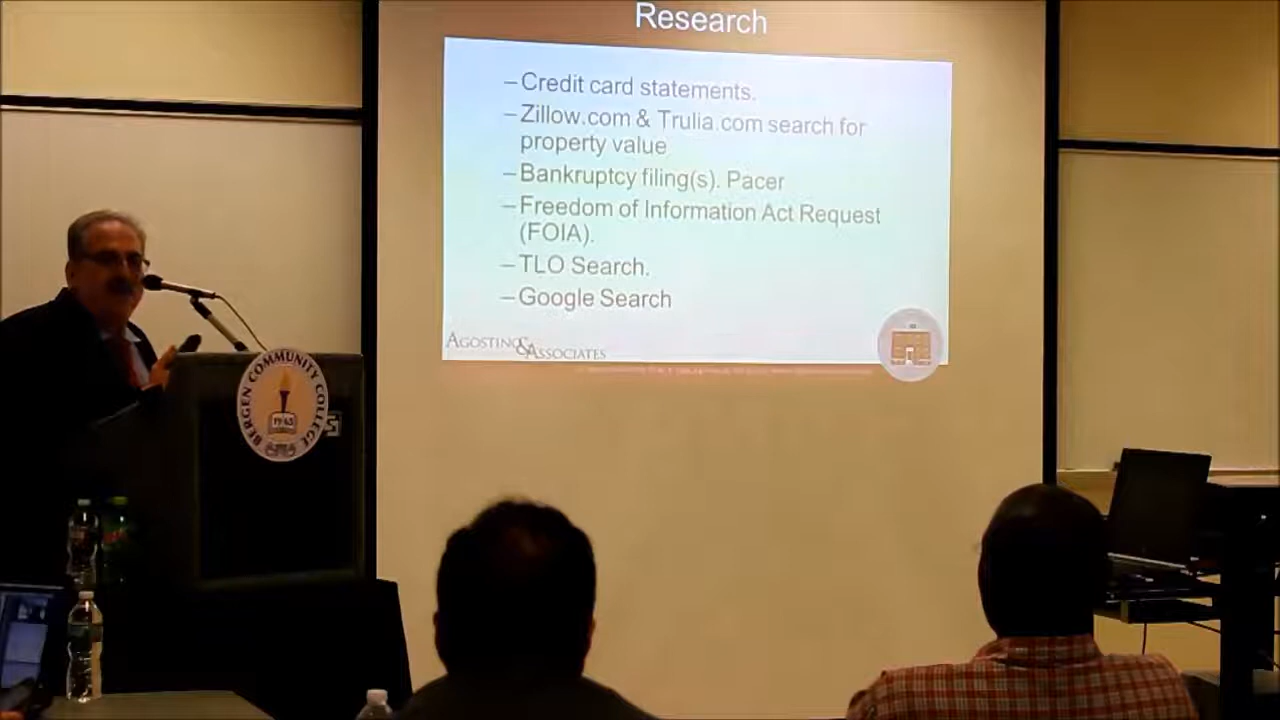 Research
–Credit card statements.
–Zillow.com & Trulia.com search for
property value
–Bankruptcy filing(s). Pacer
–Freedom of Information Act Request
(FOIA).
–TLO Search.
–Google Search
AGOSTINO & ASSOCIATES
BERGEN COMMUNITY COLLEGE
1965